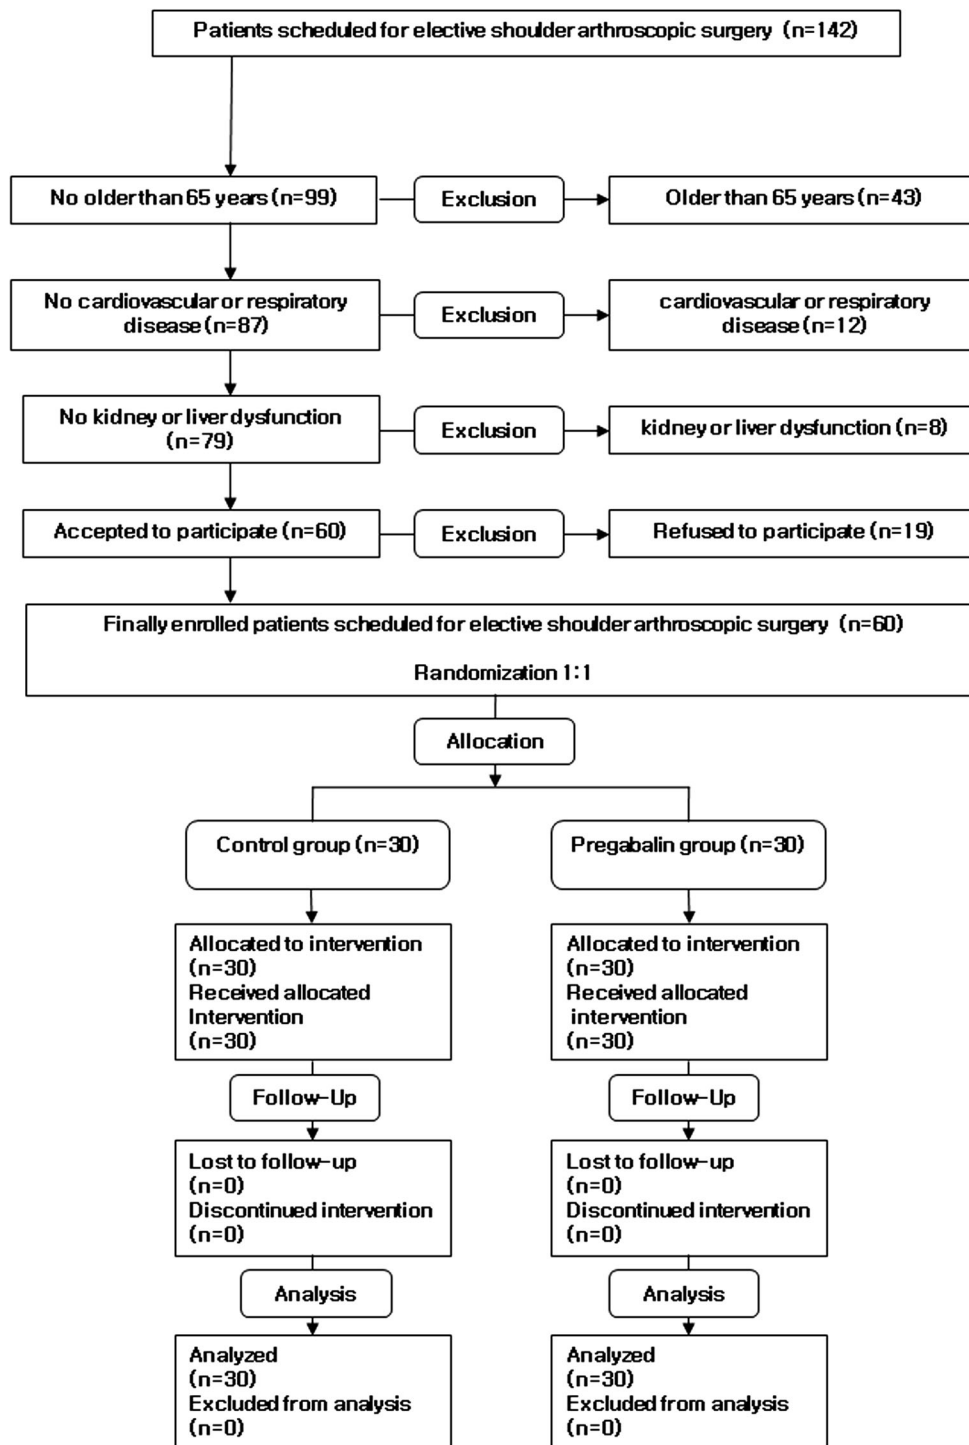 Patients scheduled for elective shoulder arthroscopic surgery (n=142)
No older than 65 years (n=99)
Exclusion
Older than 65 years (n=43)
No cardiovascular or respiratory
disease (n=87)
Exclusion
cardiovascular or respiratory
disease (n=12)
No kidney or liver dysfunction
(n=79)
Exclusion
kidney or liver dysfunction (n=8)
Accepted to participate (n=60)
Exclusion
Refused to participate (n=19)
Finally enrolled patients scheduled for elective shoulder arthroscopic surgery (n=60)
Randomization 1:1
Allocation
Control group (n=30)
Pregabalin group (n=30)
Allocated to intervention
(n=30)
Received allocated
Intervention
(n=30)
Allocated to intervention
(n=30)
Received allocated
intervention
(n=30)
Follow-Up
Follow-Up
Lost to follow-up
(n=0)
Discontinued intervention
(n=0)
Lost to follow-up
(n=0)
Discontinued intervention
(n=0)
Analysis
Analysis
Analyzed
(n=30)
Excluded from analysis
(n=0)
Analyzed
(n=30)
Excluded from analysis
(n=0)